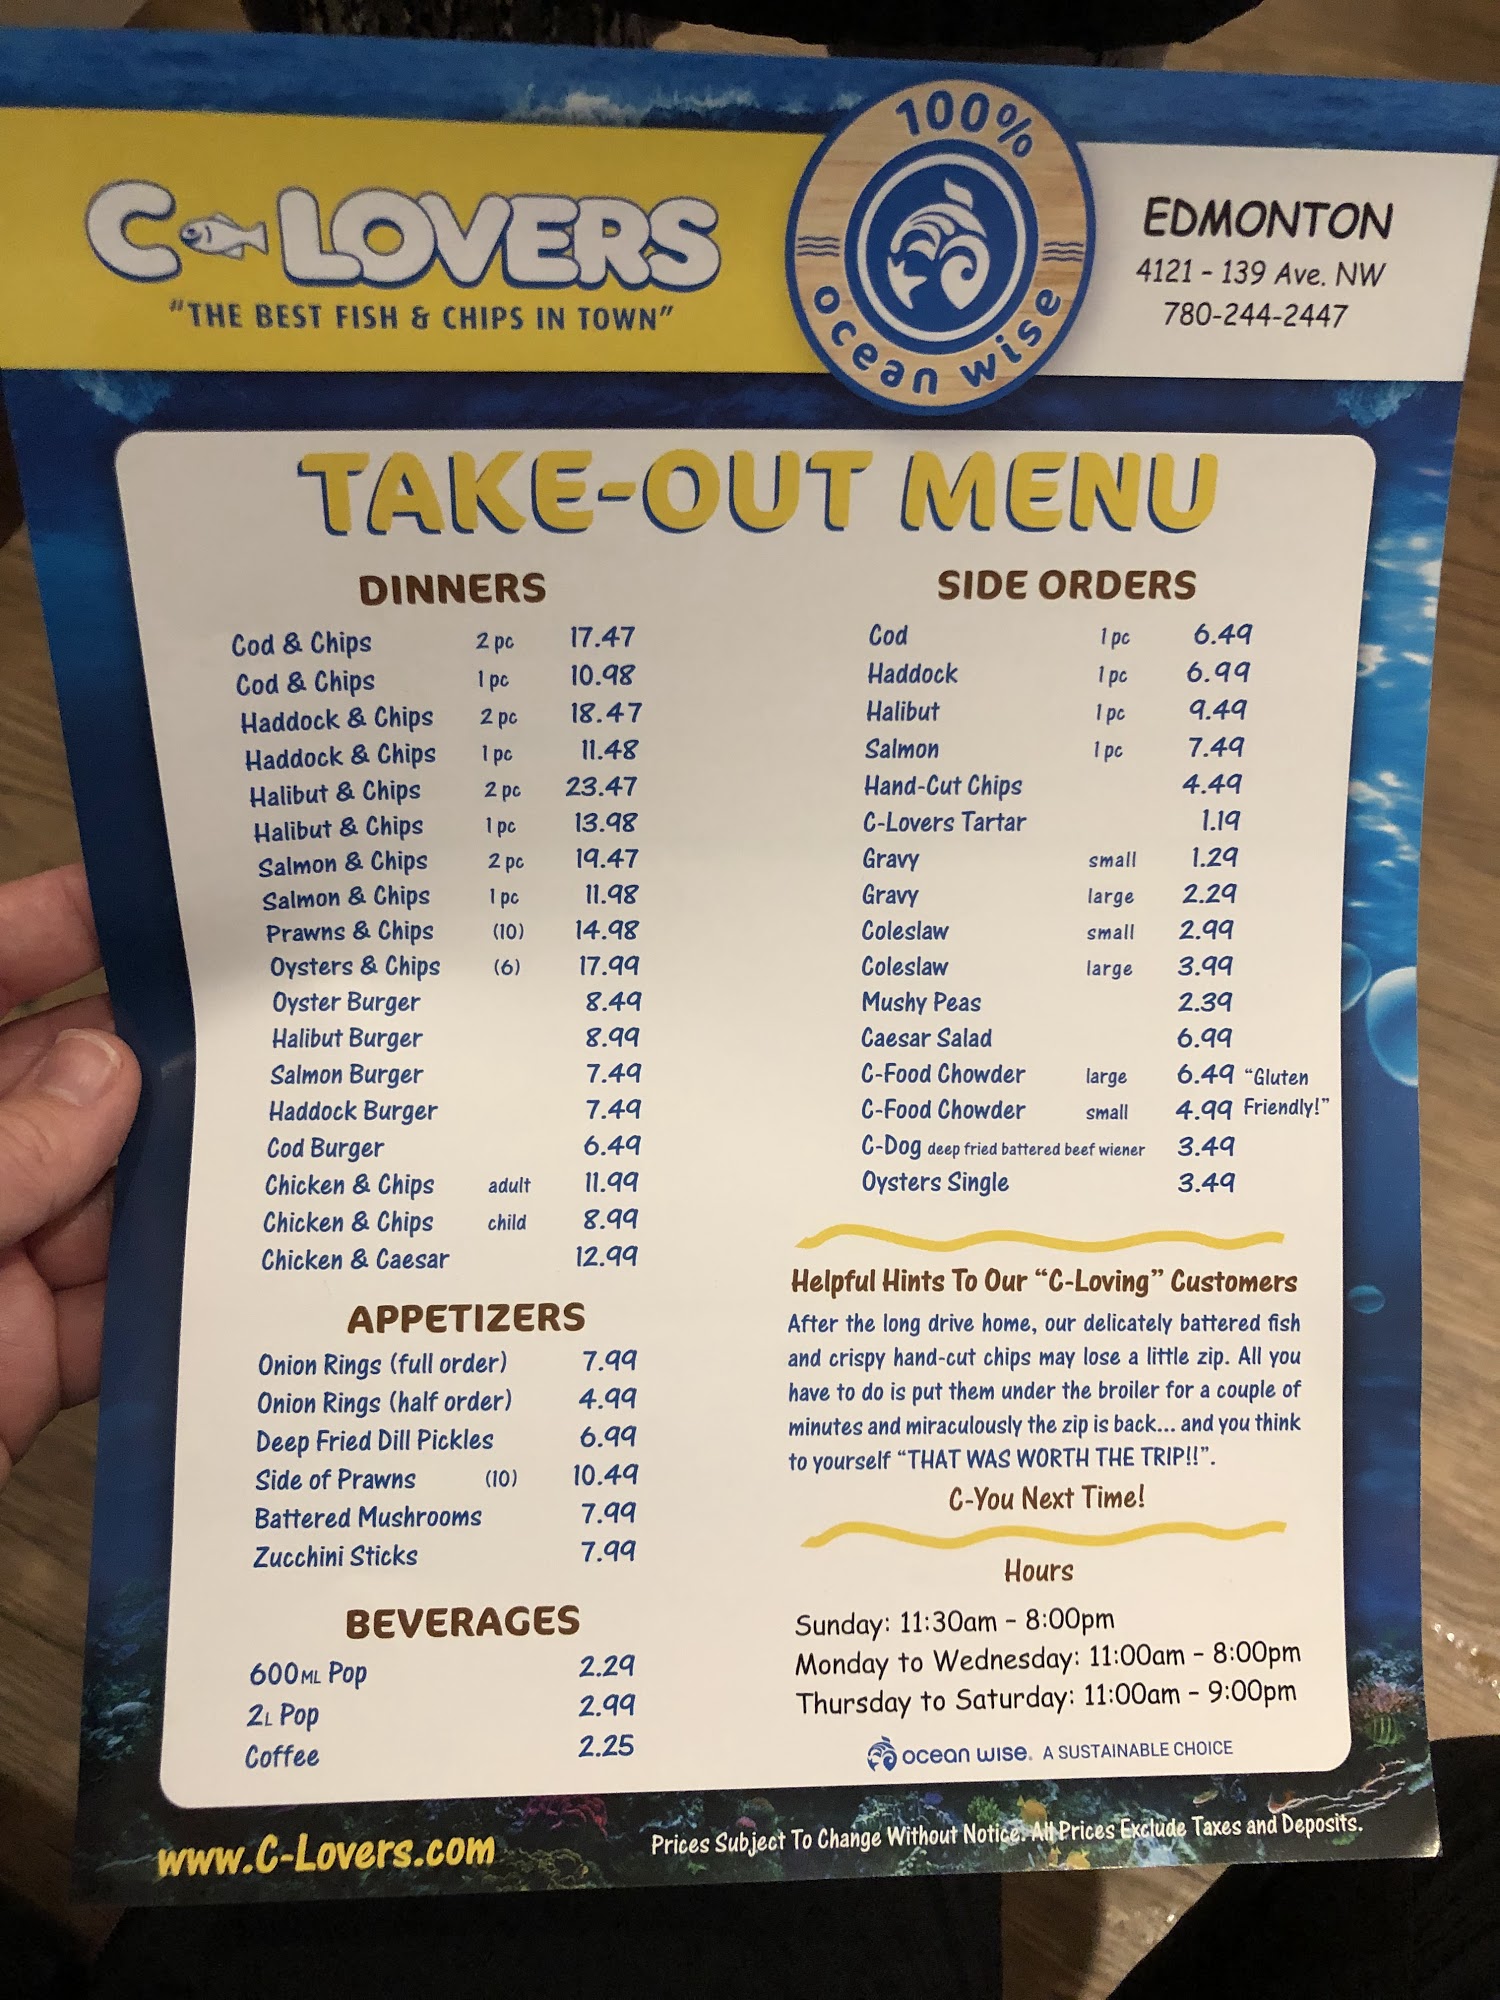 C LOVERS
"THE BEST FISH & CHIPS IN TOWN"
100%
ocean wise
EDMONTON
4121 - 139 Ave. NW
780-244-2447
TAKE-OUT MENU
DINNERS
Cod & Chips 2 pc 17.47
Cod & Chips 1 pc 10.98
Haddock & Chips 2 pc 18.47
Haddock & Chips 1 pc 11.48
Halibut & Chips 2 pc 23.47
Halibut & Chips 1 pc 13.98
Salmon & Chips 2 pc 19.47
Salmon & Chips 1 pc 11.98
Prawns & Chips (10) 14.98
Oysters & Chips (6) 17.99
Oyster Burger 8.49
Halibut Burger 8.99
Salmon Burger 7.49
Haddock Burger 7.49
Cod Burger 6.49
Chicken & Chips adult 11.99
Chicken & Chips child 8.99
Chicken & Caesar 12.99
APPETIZERS
Onion Rings (full order) 7.99
Onion Rings (half order) 4.99
Deep Fried Dill Pickles 6.99
Side of Prawns (10) 10.49
Battered Mushrooms 7.99
Zucchini Sticks 7.99
BEVERAGES
600ML Pop 2.29
2L Pop 2.99
Coffee 2.25
SIDE ORDERS
Cod 1 pc 6.49
Haddock 1 pc 6.99
Halibut 1 pc 9.49
Salmon 1 pc 7.49
Hand-Cut Chips 4.49
C-Lovers Tartar 1.19
Gravy small 1.29
Gravy large 2.29
Coleslaw small 2.99
Coleslaw large 3.99
Mushy Peas 2.39
Caesar Salad 6.99
C-Food Chowder large 6.49 "Gluten
C-Food Chowder small 4.99 Friendly!"
C-Dog deep fried battered beef wiener 3.49
Oysters Single 3.49
Helpful Hints To Our "C-Loving" Customers
After the long drive home, our delicately battered fish
and crispy hand-cut chips may lose a little zip. All you
have to do is put them under the broiler for a couple of
minutes and miraculously the zip is back... and you think
to yourself "THAT WAS WORTH THE TRIP!!".
C-You Next Time!
Hours
Sunday: 11:30am - 8:00pm
Monday to Wednesday: 11:00am - 8:00pm
Thursday to Saturday: 11:00am - 9:00pm
ocean wise. A SUSTAINABLE CHOICE
www.C-Lovers.com
Prices Subject To Change Without Notice. All Prices Exclude Taxes and Deposits.